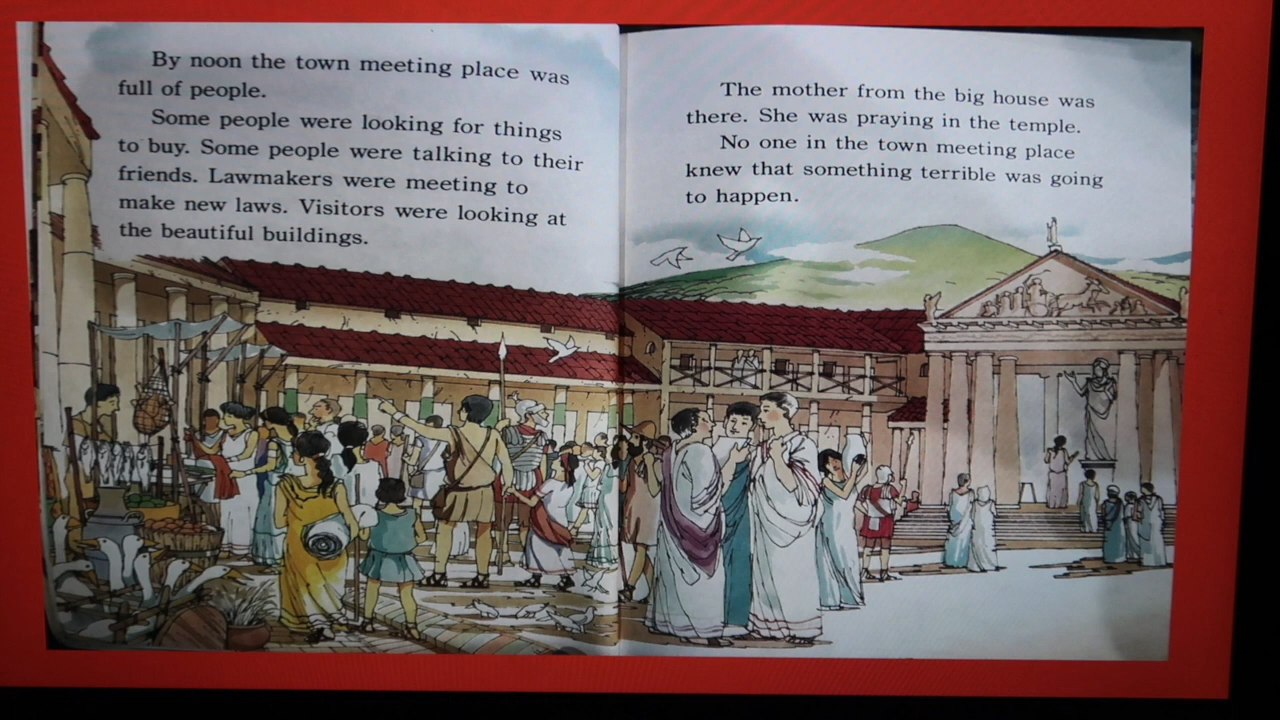 By noon the town meeting place was
full of people.
Some people were looking for things
to buy. Some people were talking to their
friends. Lawmakers were meeting to
make new laws. Visitors were looking at
the beautiful buildings.
The mother from the big house was
there. She was praying in the temple.
No one in the town meeting place
knew that something terrible was going
to happen.